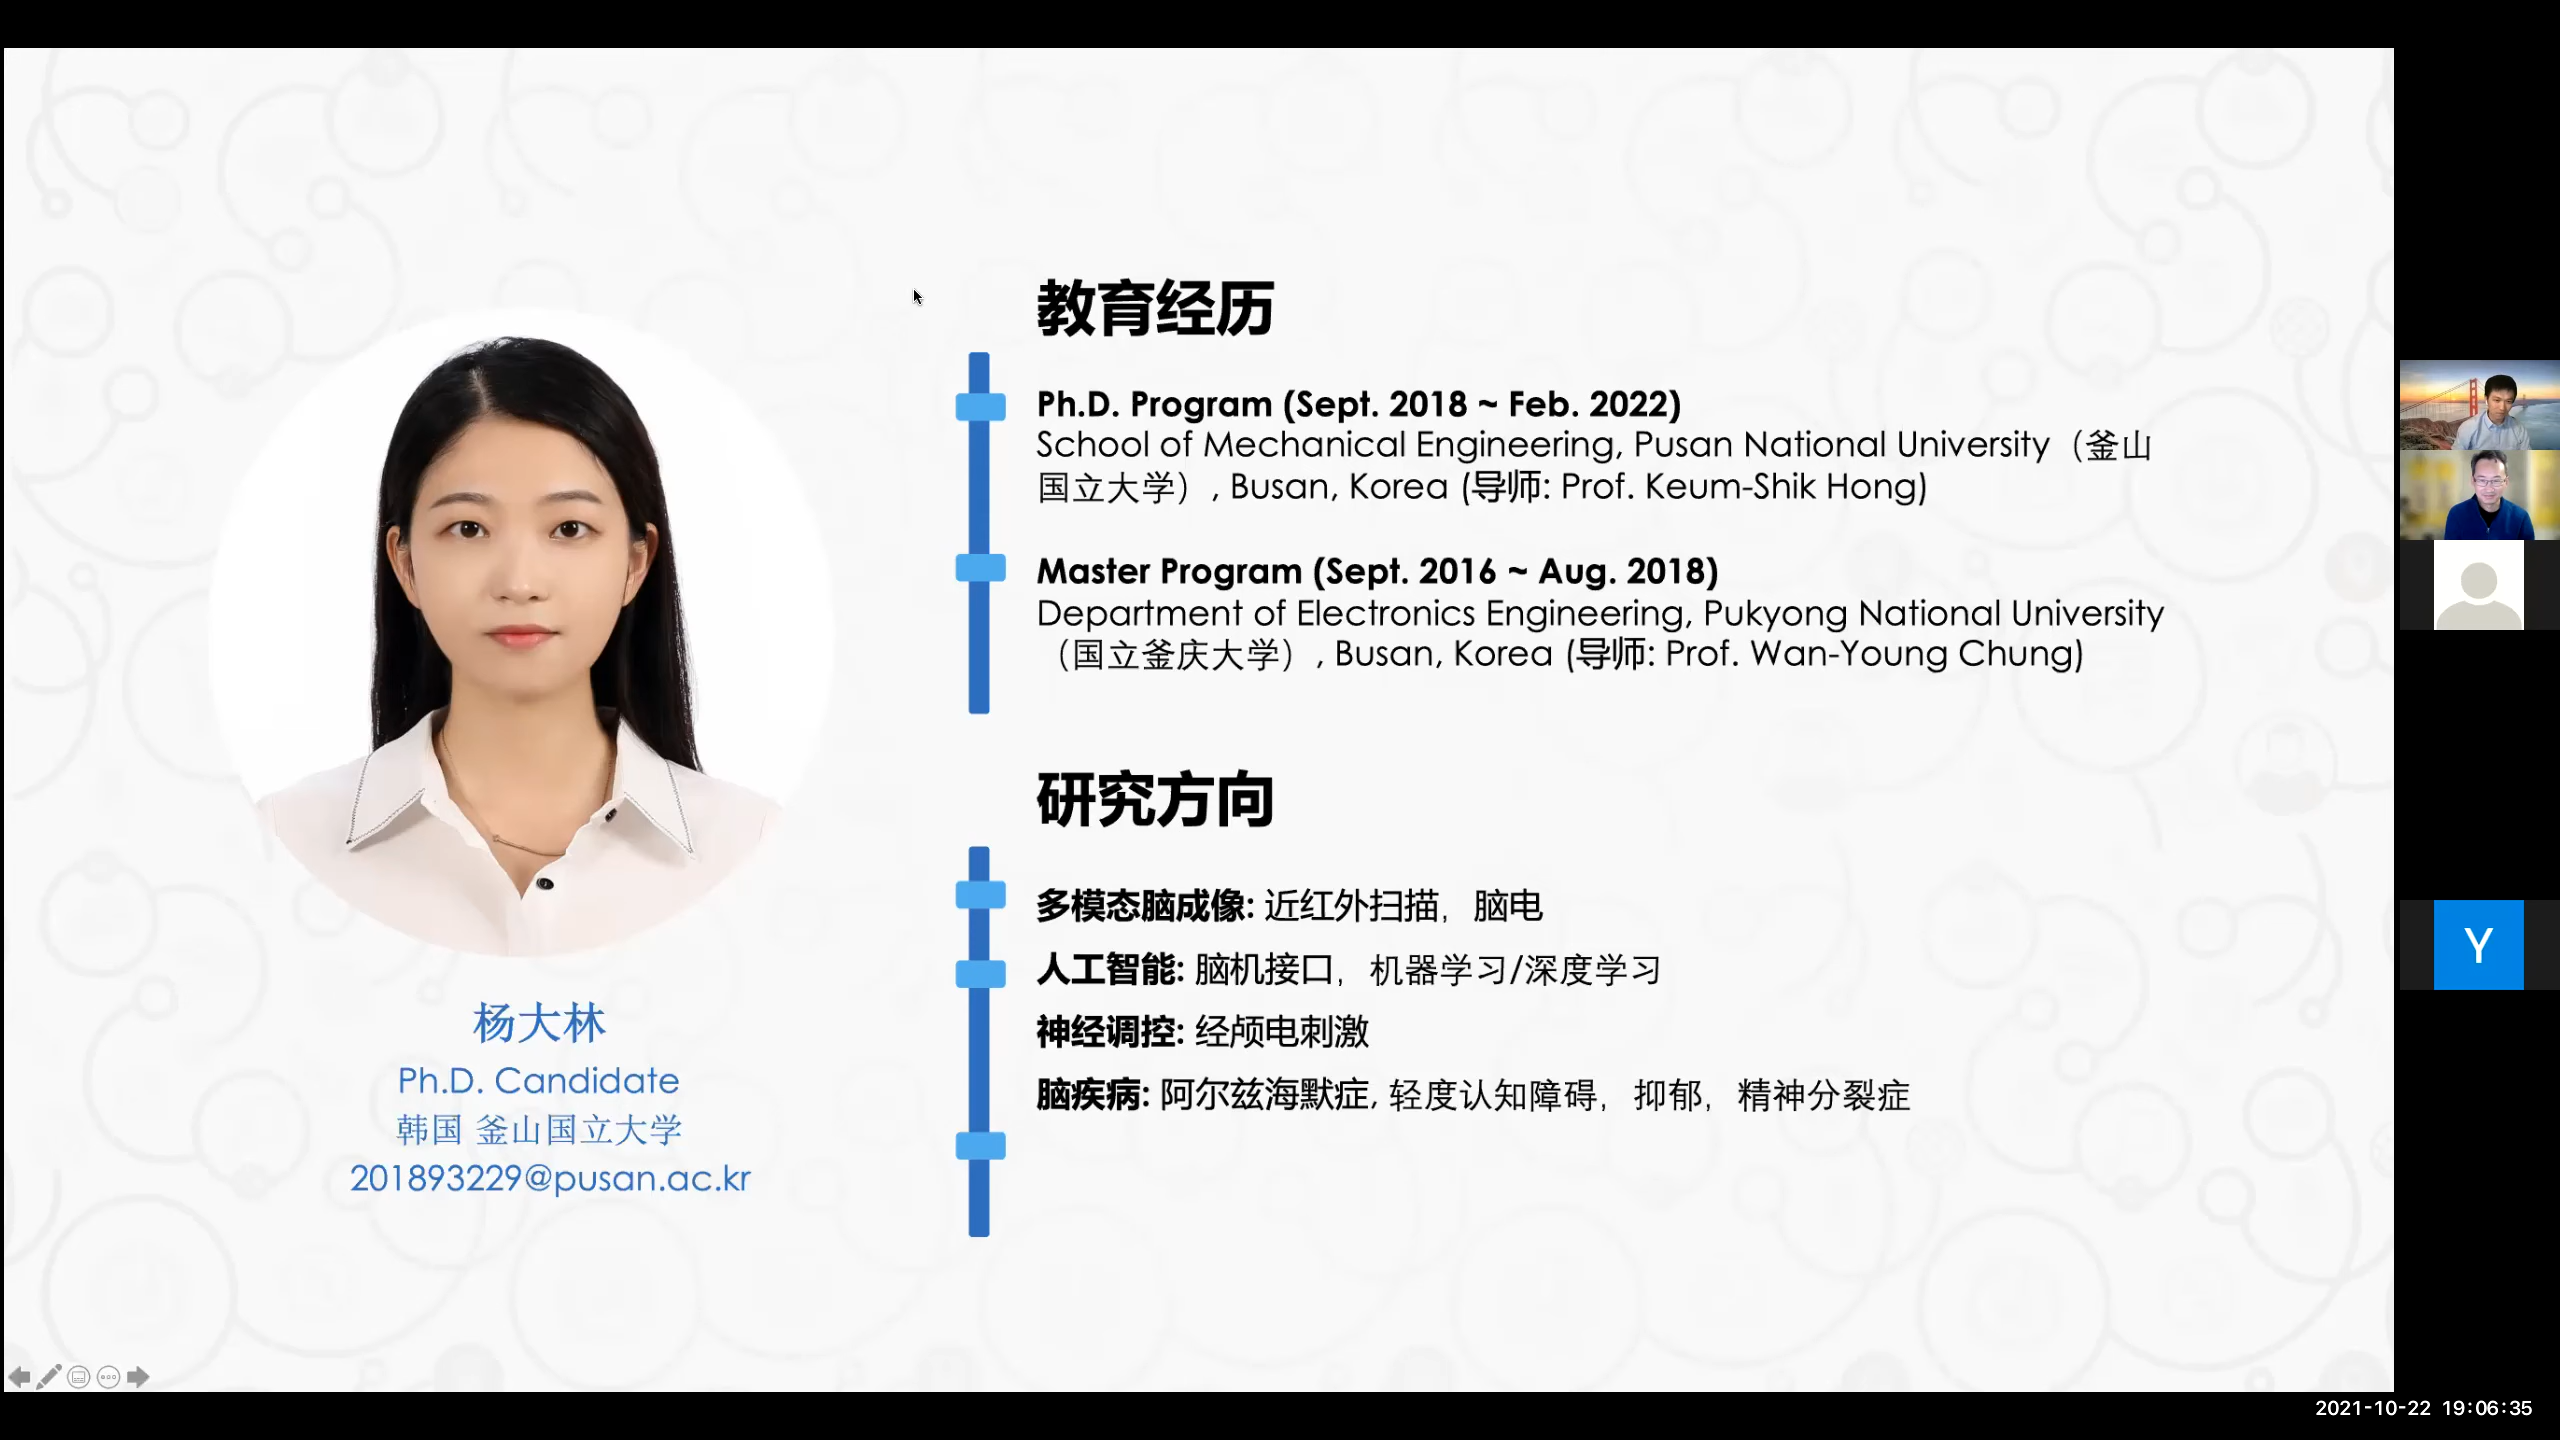 教育经历
Ph.D. Program (Sept. 2018 ~ Feb. 2022)
School of Mechanical Engineering, Pusan National University（釜山
国立大学）, Busan, Korea (导师: Prof. Keum-Shik Hong)
Master Program (Sept. 2016 ~ Aug. 2018)
Department of Electronics Engineering, Pukyong National University
（国立釜庆大学）, Busan, Korea (导师: Prof. Wan-Young Chung)
研究方向
多模态脑成像: 近红外扫描，脑电
人工智能: 脑机接口，机器学习/深度学习
神经调控: 经颅电刺激
脑疾病: 阿尔兹海默症, 轻度认知障碍，抑郁，精神分裂症
杨大林
Ph.D. Candidate
韩国 釜山国立大学
201893229@pusan.ac.kr
Y
2021-10-22 19:06:35